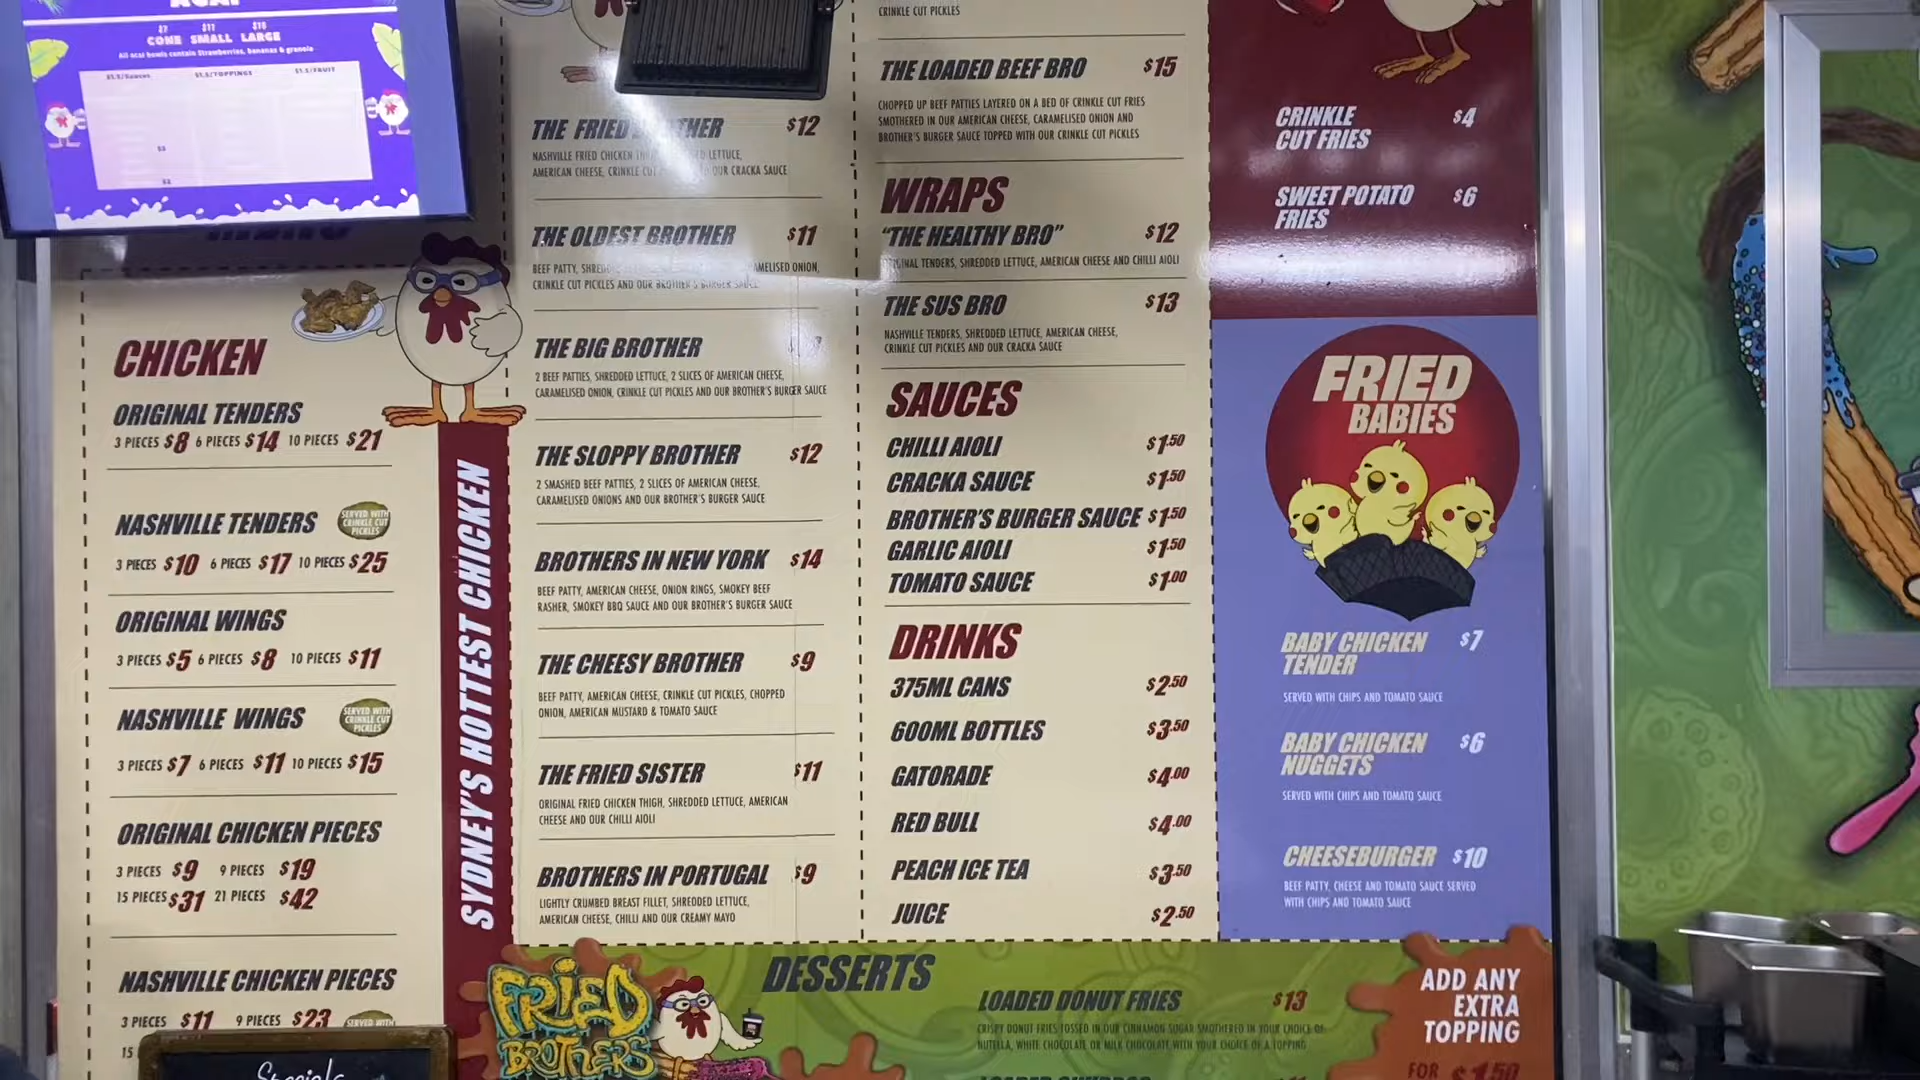 $7 $11 $15
CONE SMALL LARGE
All acai bowls contain Strawberries, bananas & granola
$1.5/TOPPINGS
$1.5/FRUIT
CHICKEN
ORIGINAL TENDERS
3 PIECES $8 6 PIECES $14 10 PIECES $21
NASHVILLE TENDERS
SERVED WITH
CRINKLE CUT
PICKLES
3 PIECES $10 6 PIECES $17 10 PIECES $25
ORIGINAL WINGS
3 PIECES $5 6 PIECES $8 10 PIECES $11
NASHVILLE WINGS
SERVED WITH
CRINKLE CUT
PICKLES
3 PIECES $7 6 PIECES $11 10 PIECES $15
ORIGINAL CHICKEN PIECES
3 PIECES $9 9 PIECES $19
15 PIECES $31 21 PIECES $42
NASHVILLE CHICKEN PIECES
3 PIECES $11 9 PIECES $23
SERVED WITH
15
Specials
SYDNEY'S HOTTEST CHICKEN
THE FRIED $12
NASHVILLE FRIED CHICKEN LETTUCE,
AMERICAN CHEESE, CRINKLE OUR CRACKA SAUCE
THE OLDEST BROTHER $11
BEEF PATTY, ONION,
CRINKLE CUT PICKLES AND OUR BROTHER'S BURGER SAUCE
THE BIG BROTHER
2 BEEF PATTIES, SHREDDED LETTUCE, 2 SLICES OF AMERICAN CHEESE,
CARAMELISED ONION, CRINKLE CUT PICKLES AND OUR BROTHER'S BURGER SAUCE
THE SLOPPY BROTHER $12
2 SMASHED BEEF PATTIES, 2 SLICES OF AMERICAN CHEESE,
CARAMELISED ONIONS AND OUR BROTHER'S BURGER SAUCE
BROTHERS IN NEW YORK $14
BEEF PATTY, AMERICAN CHEESE, ONION RINGS, SMOKEY BEEF
RASHER, SMOKEY BBQ SAUCE AND OUR BROTHER'S BURGER SAUCE
THE CHEESY BROTHER $9
BEEF PATTY, AMERICAN CHEESE, CRINKLE CUT PICKLES, CHOPPED
ONION, AMERICAN MUSTARD & TOMATO SAUCE
THE FRIED SISTER $11
ORIGINAL FRIED CHICKEN THIGH, SHREDDED LETTUCE, AMERICAN
CHEESE AND OUR CHILLI AIOLI
BROTHERS IN PORTUGAL $9
LIGHTLY CRUMBED BREAST FILLET, SHREDDED LETTUCE,
AMERICAN CHEESE, CHILLI AND OUR CREAMY MAYO
CRINKLE CUT PICKLES
THE LOADED BEEF BRO $15
CHOPPED UP BEEF PATTIES LAYERED ON A BED OF CRINKLE CUT FRIES
SMOTHERED IN OUR AMERICAN CHEESE, CARAMELISED ONION AND
BROTHER'S BURGER SAUCE TOPPED WITH OUR CRINKLE CUT PICKLES
WRAPS
"THE HEALTHY BRO" $12
TENDERS, SHREDDED LETTUCE, AMERICAN CHEESE AND CHILLI AIOLI
THE SUS BRO $13
NASHVILLE TENDERS, SHREDDED LETTUCE, AMERICAN CHEESE,
CRINKLE CUT PICKLES AND OUR CRACKA SAUCE
SAUCES
CHILLI AIOLI $1.50
CRACKA SAUCE $1.50
BROTHER'S BURGER SAUCE $1.50
GARLIC AIOLI $1.50
TOMATO SAUCE $1.00
DRINKS
375ML CANS $2.50
600ML BOTTLES $3.50
GATORADE $4.00
RED BULL $4.00
PEACH ICE TEA $3.50
JUICE $2.50
CRINKLE $4
CUT FRIES
SWEET POTATO $6
FRIES
FRIED
BABIES
BABY CHICKEN $7
TENDER
SERVED WITH CHIPS AND TOMATO SAUCE
BABY CHICKEN $6
NUGGETS
SERVED WITH CHIPS AND TOMATO SAUCE
CHEESEBURGER $10
BEEF PATTY, CHEESE AND TOMATO SAUCE SERVED
WITH CHIPS AND TOMATO SAUCE
FRIED
BROTHERS
DESSERTS
LOADED DONUT FRIES $13
CRISPY DONUT FRIES TOSSED IN OUR CINNAMON SUGAR SMOTHERED IN YOUR CHOICE OF
NUTELLA, WHITE CHOCOLATE OR MILK CHOCOLATE WITH YOUR CHOICE OF A TOPPING
ADD ANY
EXTRA
TOPPING
FOR $1.50